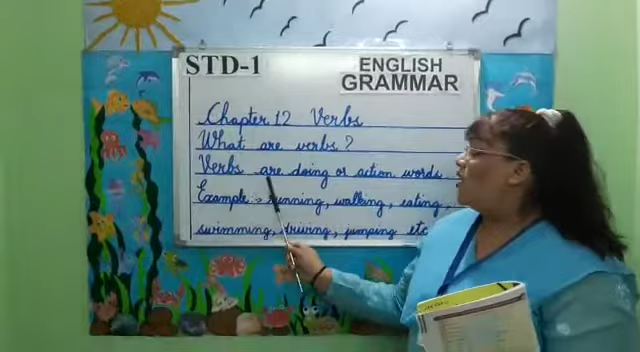 STD-1
ENGLISH
GRAMMAR
Chapter 12 Verbs
What are verbs?
Verbs are doing or action words
Example :> running, walking, eating,
swimming, driving, jumping etc